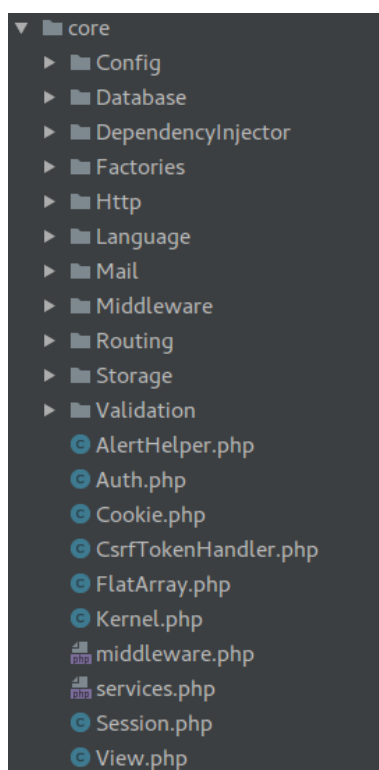 core
Config
Database
DependencyInjector
Factories
Http
Language
Mail
Middleware
Routing
Storage
Validation
AlertHelper.php
Auth.php
Cookie.php
CsrfTokenHandler.php
FlatArray.php
Kernel.php
middleware.php
services.php
Session.php
View.php